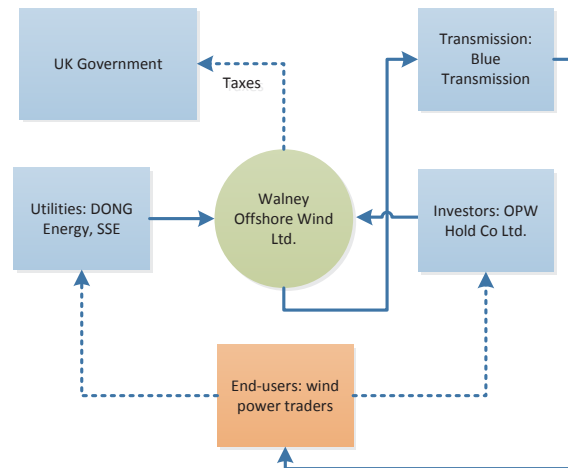 UK Government
Transmission:
Blue
Transmission
Taxes
Utilities: DONG
Energy, SSE
Walney
Offshore Wind
Ltd.
Investors: OPW
Hold Co Ltd.
End-users: wind
power traders